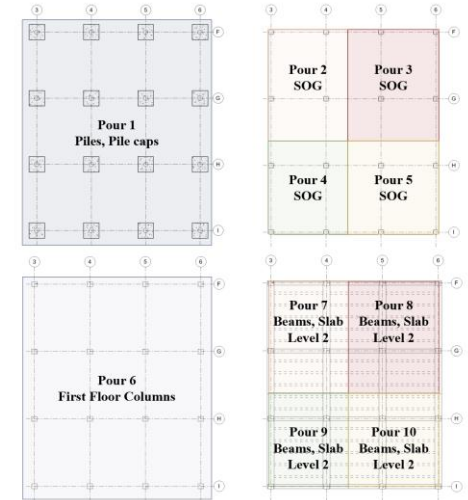 3 4 5 6
F
G
Pour 1
Piles, Pile caps
H
I
3 4 5 6
F
Pour 2
SOG
Pour 3
SOG
G
H
Pour 4
SOG
Pour 5
SOG
I
3 4 5 6
F
G
Pour 6
First Floor Columns
H
I
3 4 5 6
F
Pour 7
Beams, Slab
Level 2
Pour 8
Beams, Slab
Level 2
G
H
Pour 9
Beams, Slab
Level 2
Pour 10
Beams, Slab
Level 2
I